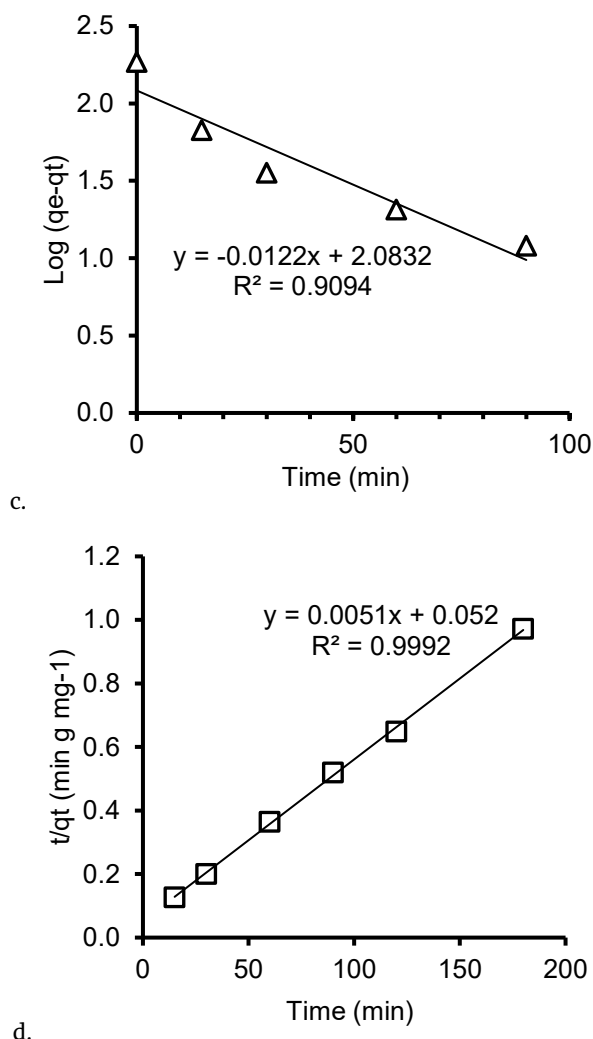 2.5
2.0
1.5
1.0
0.5
0.0
Log (qe-qt)
y = -0.0122x + 2.0832
R² = 0.9094
0 50 100
Time (min)
c.
1.2
1.0
0.8
0.6
0.4
0.2
0.0
t/qt (min g mg-1)
y = 0.0051x + 0.052
R² = 0.9992
0 50 100 150 200
Time (min)
d.